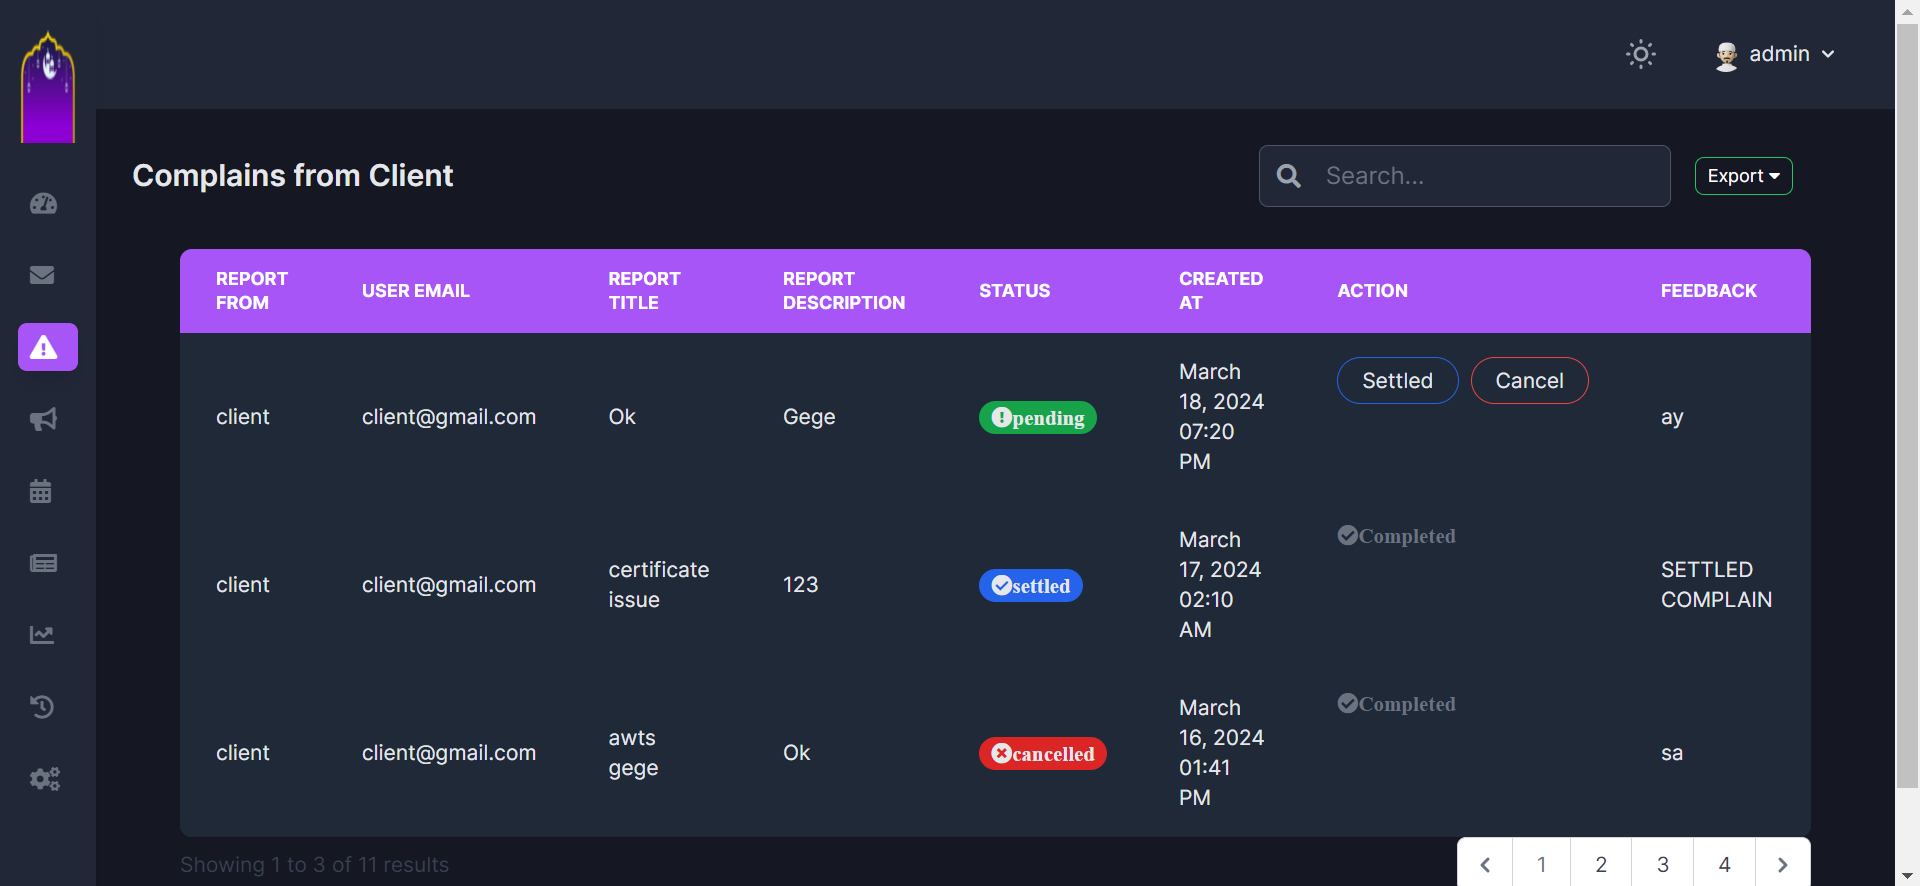 admin
Complains from Client
Search...
Export
REPORT FROM
USER EMAIL
REPORT TITLE
REPORT DESCRIPTION
STATUS
CREATED AT
ACTION
FEEDBACK
client
client@gmail.com
Ok
Gege
pending
March
18, 2024
07:20
PM
Settled
Cancel
ay
client
client@gmail.com
certificate
issue
123
settled
March
17, 2024
02:10
AM
Completed
SETTLED
COMPLAIN
client
client@gmail.com
awts
gege
Ok
cancelled
March
16, 2024
01:41
PM
Completed
sa
Showing 1 to 3 of 11 results
1 2 3 4